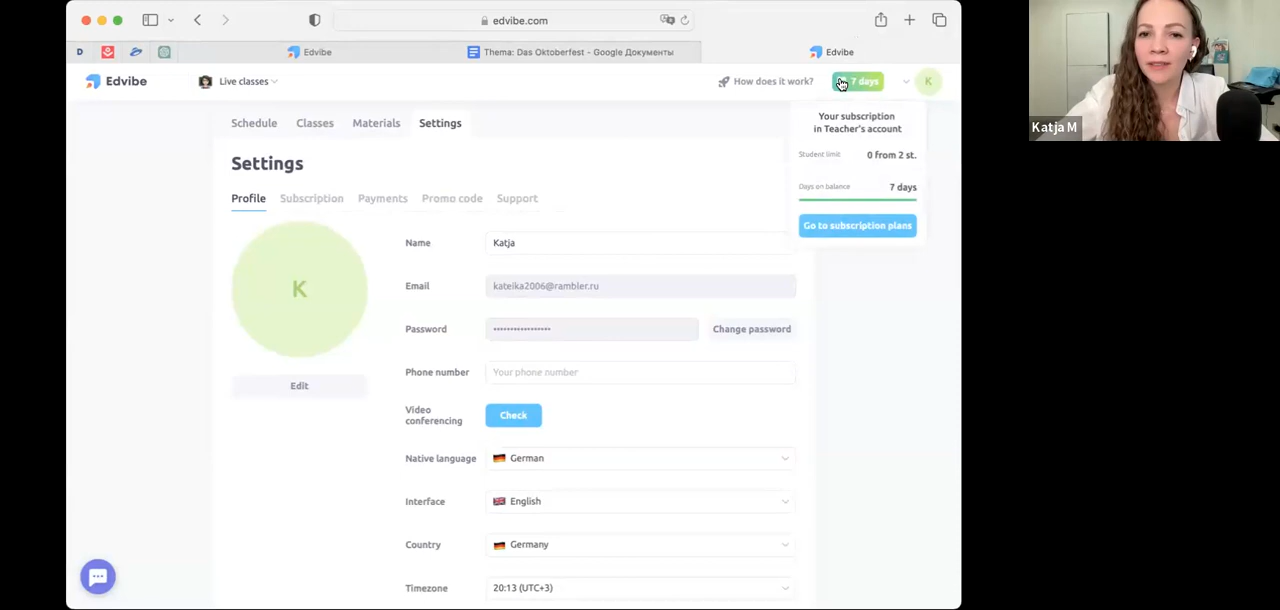 edvibe.com
D
Edvibe
Thema: Das Oktoberfest - Google Документы
Edvibe
Edvibe
Live classes
How does it work?
7 days
K
Schedule
Classes
Materials
Settings
Your subscription
in Teacher's account
Student limit
0 from 2 st.
Days on balance
7 days
Go to subscription plans
Settings
Profile
Subscription
Payments
Promo code
Support
K
Edit
Name
Katja
Email
kateika2006@rambler.ru
Password
Change password
Phone number
Your phone number
Video
conferencing
Check
Native language
German
Interface
English
Country
Germany
Timezone
20:13 (UTC+3)
Katja M